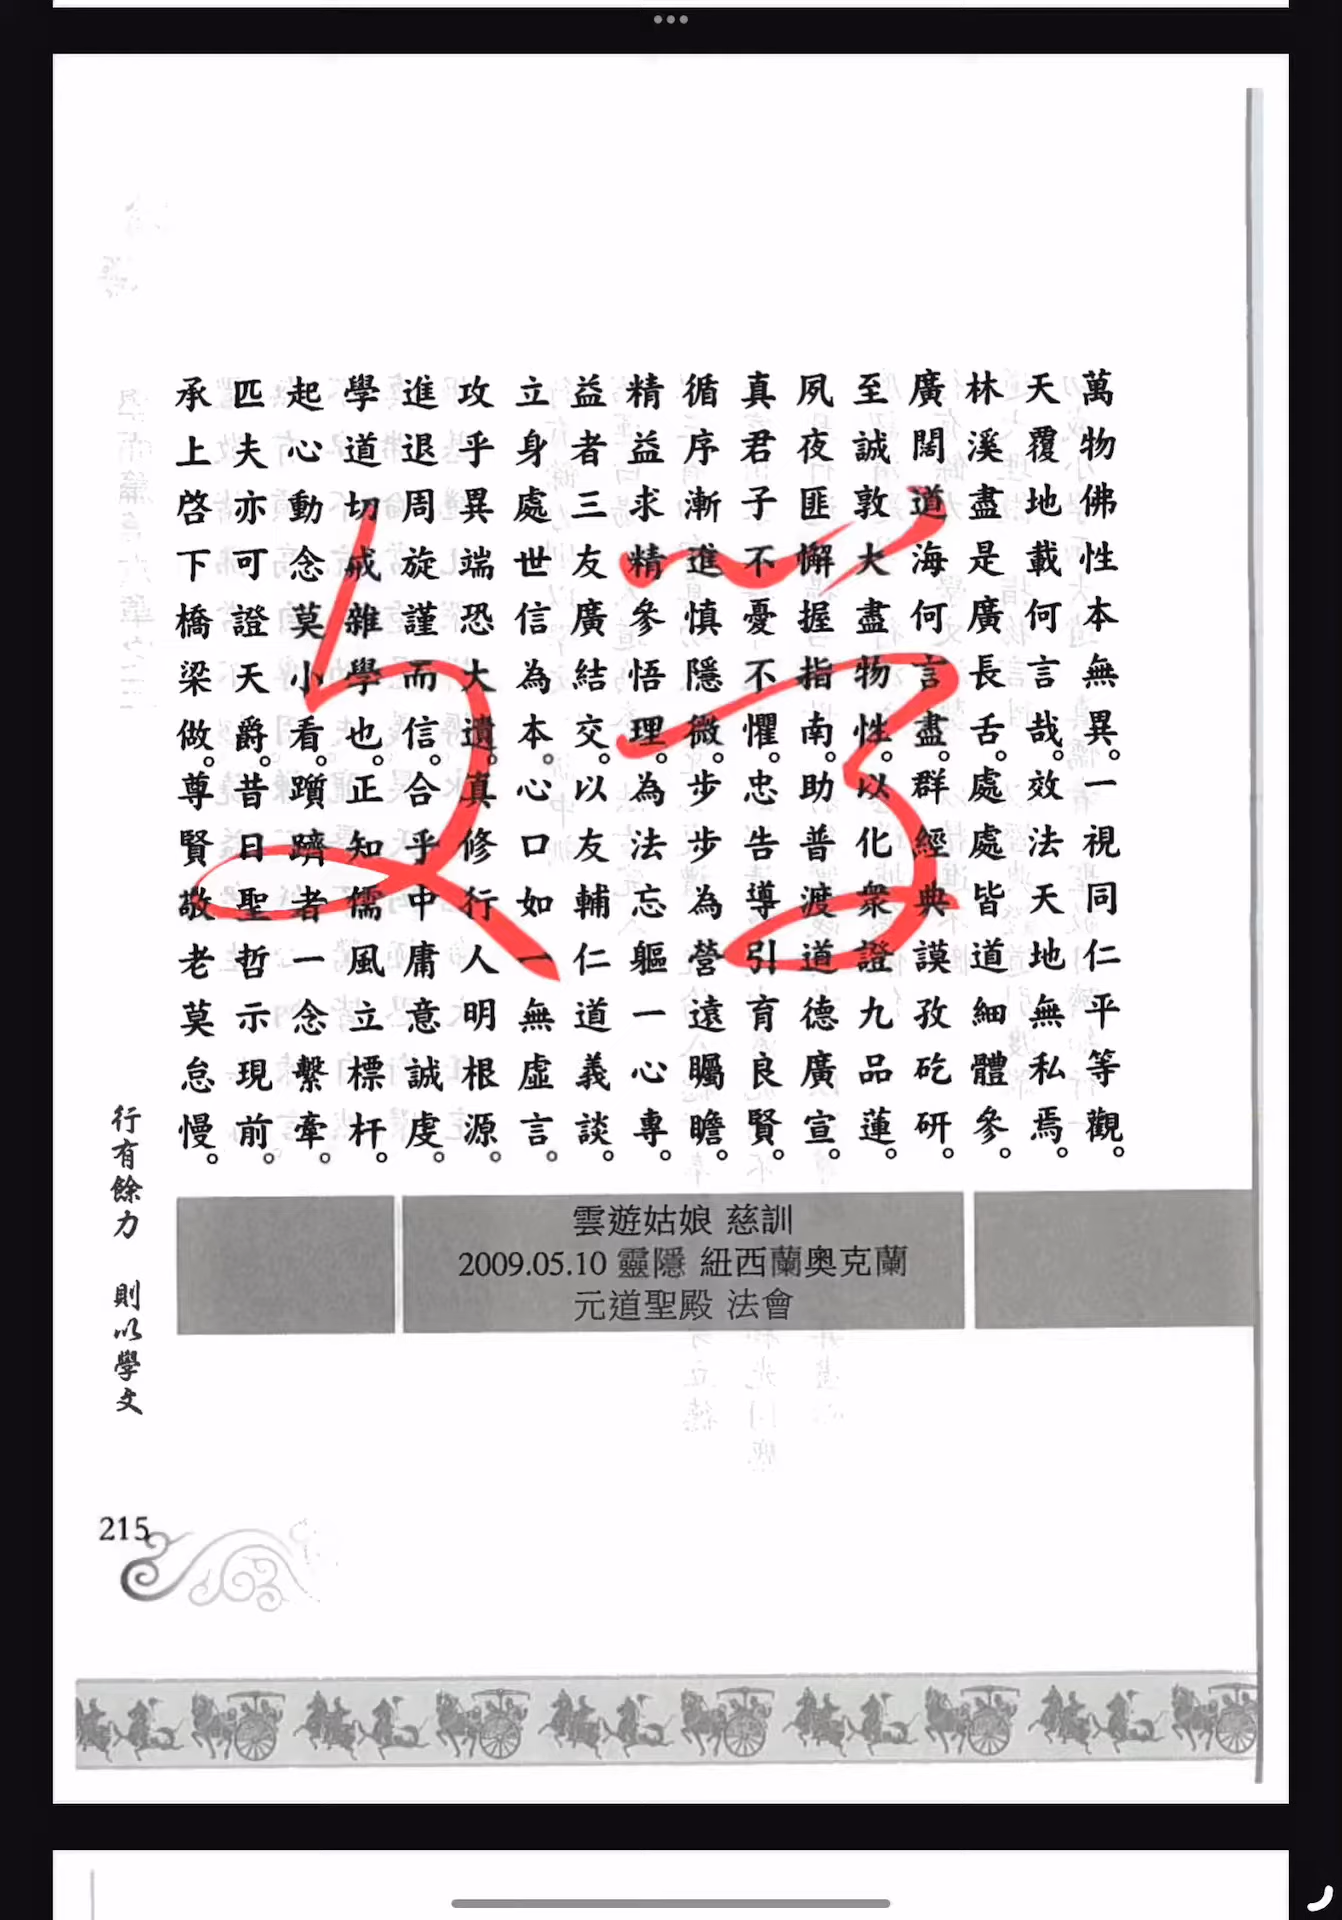 萬物佛性本無異。一視同仁平等觀。
天覆地載何言哉。效法天地無私焉。
林溪盡是廣長舌。處處皆道細體參。
廣闊道海何言盡。群經典謨孜矻研。
至誠敦大盡物性。以化衆證九品蓮。
夙夜匪懈握指南。助普渡道德廣宣。
真君子不憂不懼。忠告導引育良賢。
循序漸進慎隱微。步步為營遠矚瞻。
精益求精參悟理。為法忘軀一心專。
益者三友廣結交。以友輔仁道義談。
立身處世信為本。心口如一無虛言。
攻乎異端恐大遺。真修行人明根源。
進退周旋謹而信。合乎中庸意誠虔。
學道切戒雜學也。正知儒風立標杆。
起心動念莫小看。躓躋者一念繫牽。
匹夫亦可證天爵。昔日聖哲示現前。
承上啓下橋梁做。尊賢敬老莫怠慢。
雲遊姑娘 慈訓
2009.05.10 靈隱 紐西蘭奧克蘭
元道聖殿 法會
行有餘力 則以學文
215